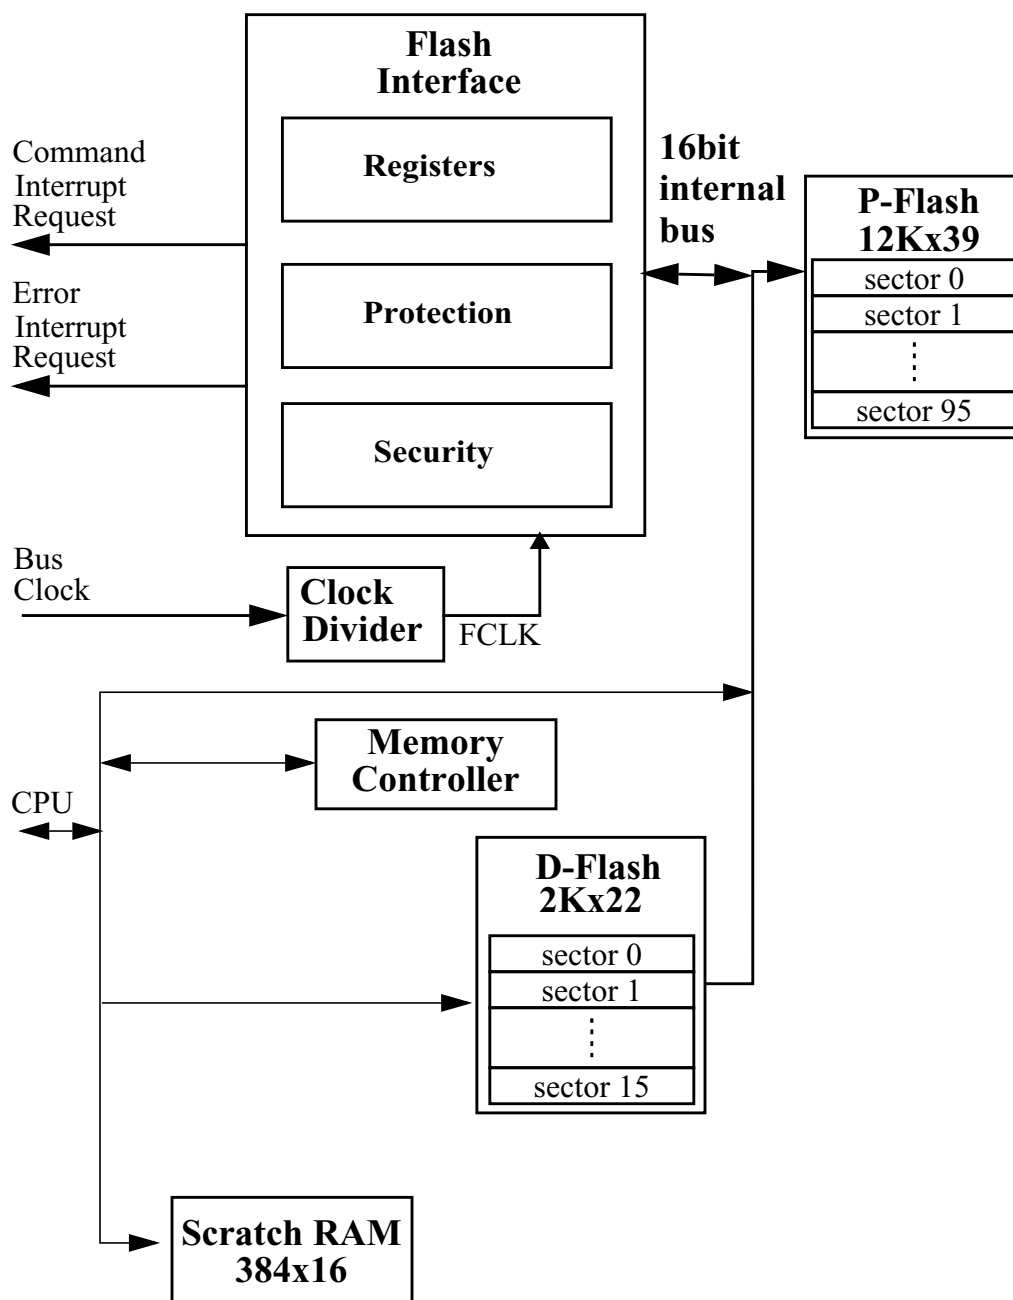 Flash
Interface
Registers
Protection
Security
Command
Interrupt
Request
Error
Interrupt
Request
16bit
internal
bus
P-Flash
12Kx39
sector 0
sector 1
sector 95
Bus
Clock
Clock
Divider
FCLK
Memory
Controller
CPU
D-Flash
2Kx22
sector 0
sector 1
sector 15
Scratch RAM
384x16